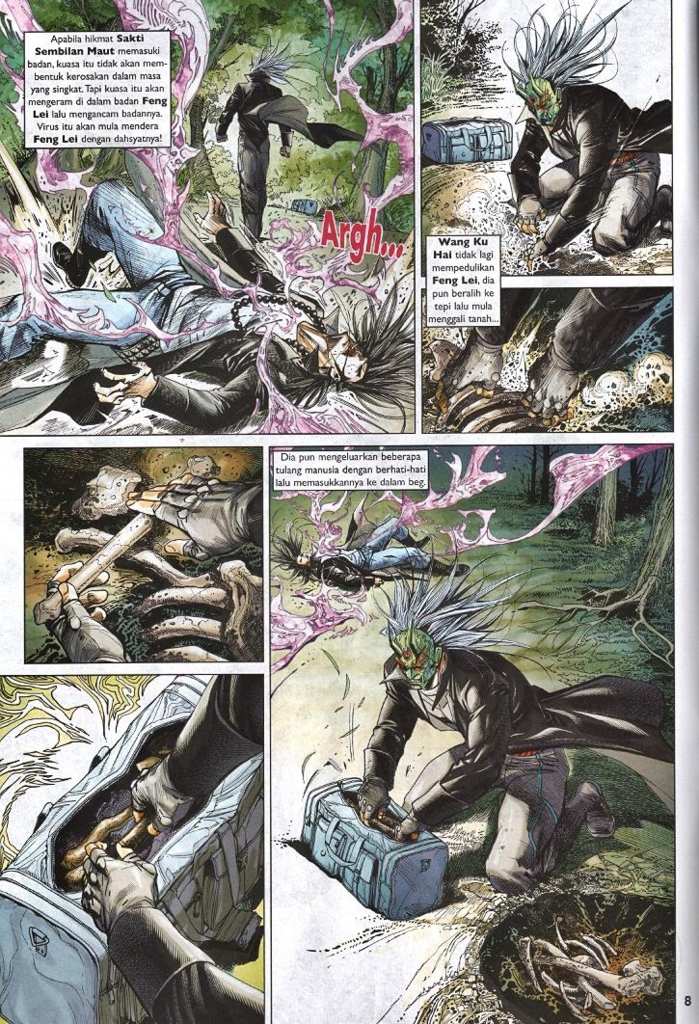 Apabila hikmat Sakti
Sembilan Maut memasuki
badan, kuasa itu tidak akan mem-
bentuk kerosakan dalam masa
yang singkat. Tapi kuasa itu akan
mengeram di dalam badan Feng
Lei lalu mengancam badannya.
Virus itu akan mula mendera
Feng Lei dengan dahsyatnya!
Argh...
Wang Ku
Hai tidak lagi
mempedulikan
Feng Lei, dia
pun beralih ke
tepi lalu mula
menggali tanah...
Dia pun mengeluarkan beberapa
tulang manusia dengan berhati-hati
lalu memasukkannya ke dalam beg.
8